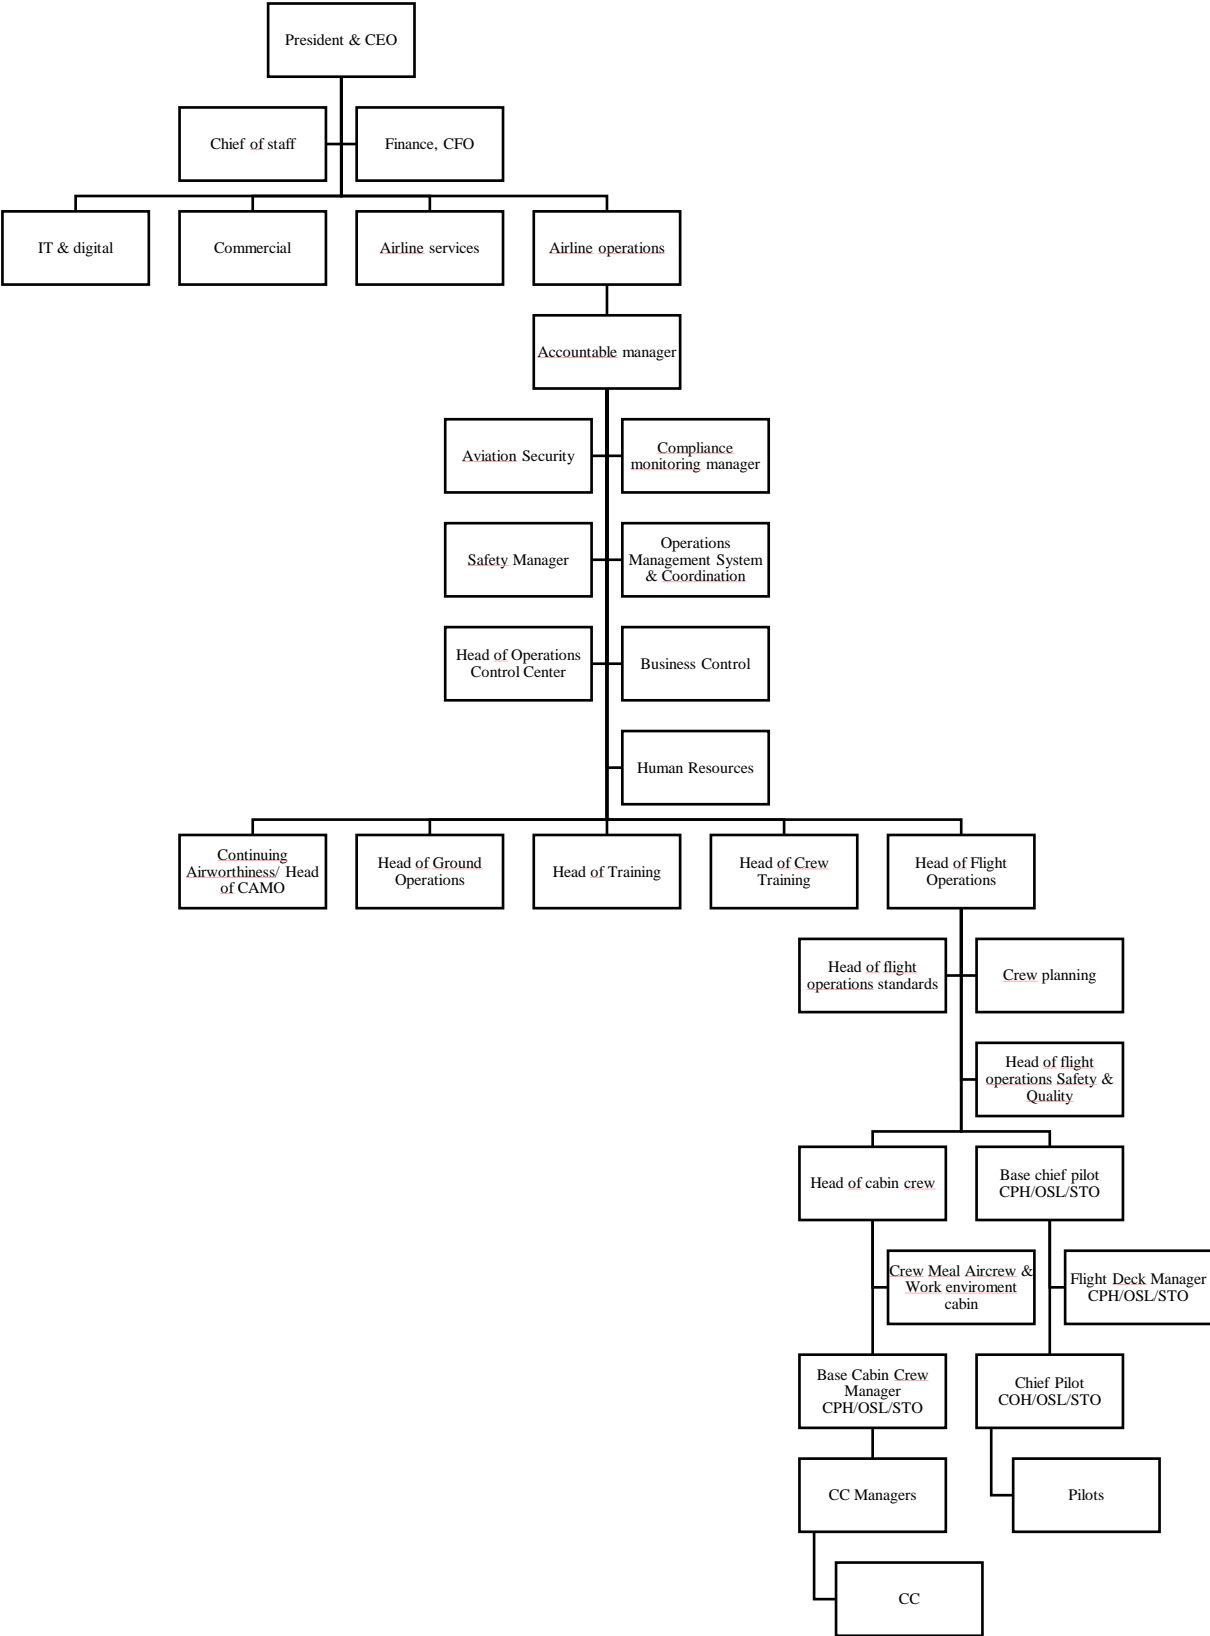 President & CEO
Chief of staff
Finance, CFO
IT & digital
Commercial
Airline services
Airline operations
Accountable manager
Aviation Security
Compliance
monitoring manager
Safety Manager
Operations
Management System
& Coordination
Head of Operations
Control Center
Business Control
Human Resources
Continuing
Airworthiness/ Head
of CAMO
Head of Ground
Operations
Head of Training
Head of Crew
Training
Head of Flight
Operations
Head of flight
operations standards
Crew planning
Head of flight
operations Safety &
Quality
Head of cabin crew
Base chief pilot
CPH/OSL/STO
Crew Meal Aircrew &
Work enviroment
cabin
Flight Deck Manager
CPH/OSL/STO
Base Cabin Crew
Manager
CPH/OSL/STO
Chief Pilot
COH/OSL/STO
CC Managers
Pilots
CC